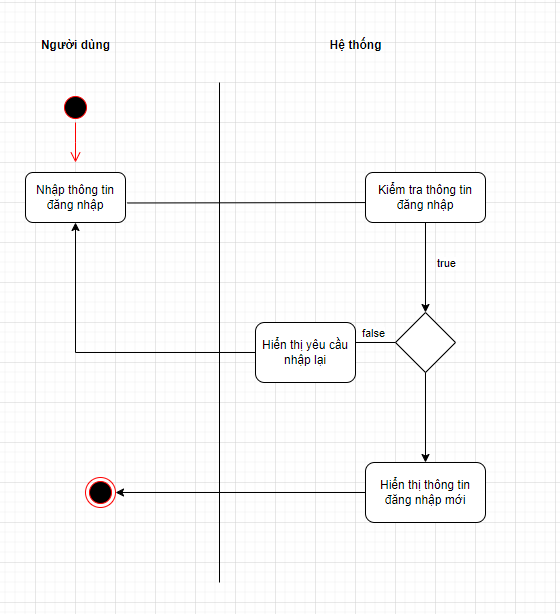 Người dùng
Hệ thống
Nhập thông tin
đăng nhập
Kiểm tra thông tin
đăng nhập
true
false
Hiển thị yêu cầu
nhập lại
Hiển thị thông tin
đăng nhập mới